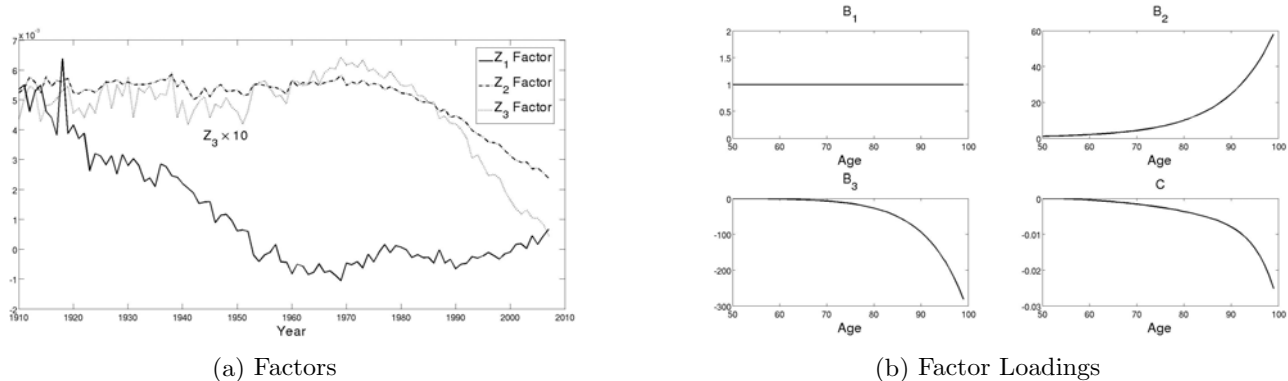 7 x 10⁻³
6
5
4
3
2
1
0
-1
-2
1910 1920 1930 1940 1950 1960 1970 1980 1990 2000 2010
Year
Z₁ Factor
Z₂ Factor
Z₃ Factor
Z₃ × 10
(a) Factors
B₁
2
1.5
1
0.5
0
50 60 70 80 90 100
Age
B₂
60
40
20
0
50 60 70 80 90 100
Age
B₃
0
-100
-200
-300
50 60 70 80 90 100
Age
C
0
-0.01
-0.02
-0.03
50 60 70 80 90 100
Age
(b) Factor Loadings